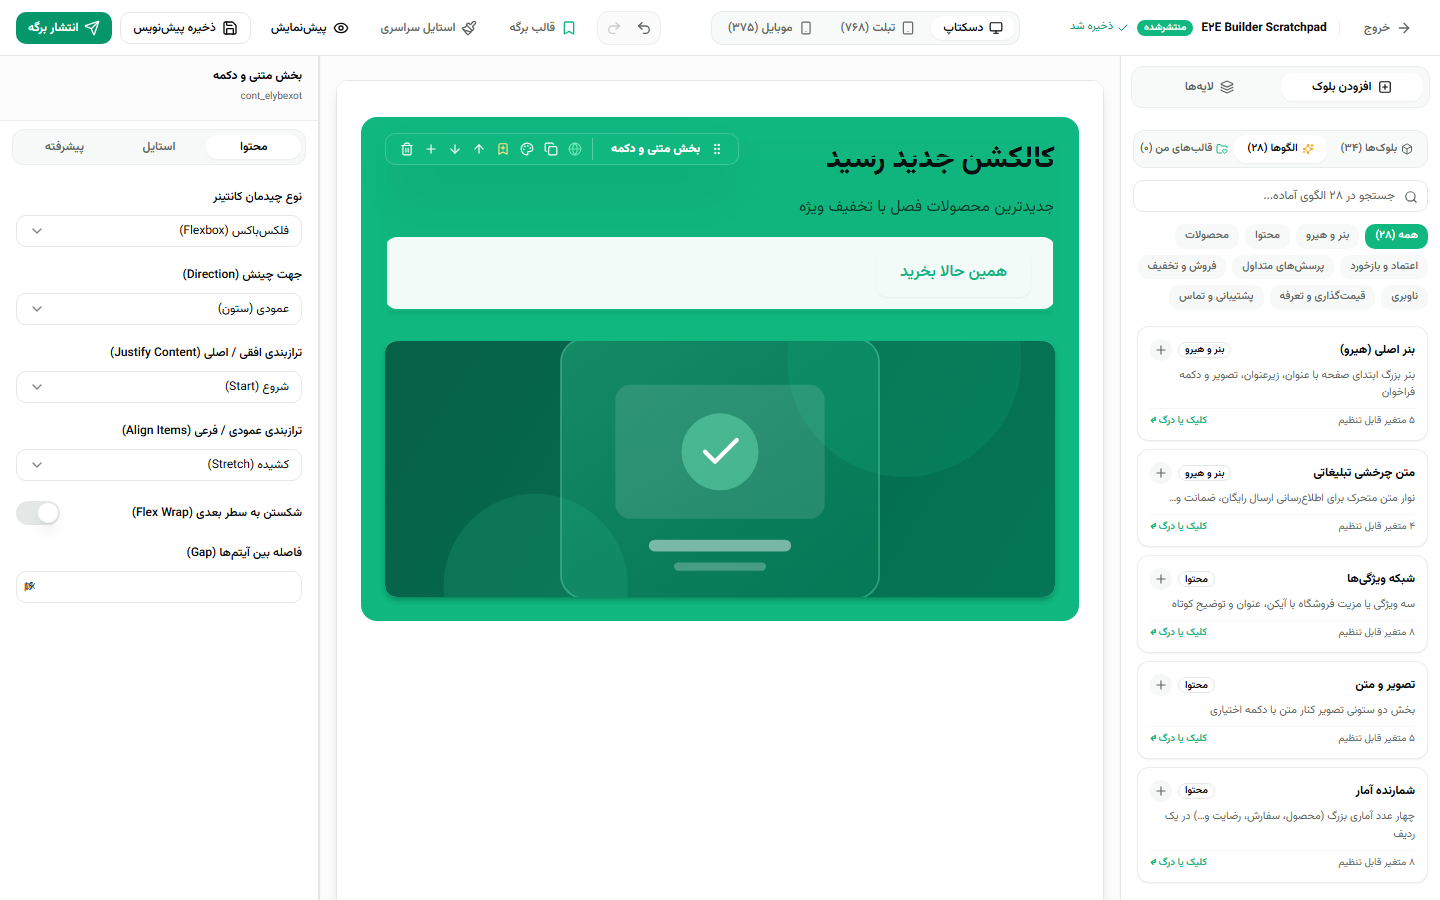 خروج
E2E Builder Scratchpad
منتشرشده
ذخیره شد
دسکتاپ
تبلت (۷۶۸)
موبایل (۳۷۵)
قالب برگه
استایل سراسری
پیش‌نمایش
ذخیره پیش‌نویس
انتشار برگه
افزودن بلوک
لایه‌ها
بلوک‌ها (۳۴)
الگوها (۲۸)
قالب‌های من (۰)
جستجو در ۲۸ الگوی آماده...
همه (۲۸)
بنر و هیرو
محتوا
محصولات
اعتماد و بازخورد
پرسش‌های متداول
فروش و تخفیف
ناوبری
قیمت‌گذاری و تعرفه
پشتیبانی و تماس
بنر اصلی (هیرو)
بنر و هیرو
بنر بزرگ ابتدای صفحه با عنوان، زیرعنوان، تصویر و دکمه
فراخوان
۵ متغیر قابل تنظیم
کلیک یا درگ
متن چرخشی تبلیغاتی
بنر و هیرو
نوار متن متحرک برای اطلاع‌رسانی ارسال رایگان، ضمانت و...
۴ متغیر قابل تنظیم
کلیک یا درگ
شبکه ویژگی‌ها
محتوا
سه ویژگی یا مزیت فروشگاه با آیکن، عنوان و توضیح کوتاه
۸ متغیر قابل تنظیم
کلیک یا درگ
تصویر و متن
محتوا
بخش دو ستونی تصویر کنار متن با دکمه اختیاری
۵ متغیر قابل تنظیم
کلیک یا درگ
شمارنده آمار
محتوا
چهار عدد آماری بزرگ (محصول، سفارش، رضایت و...) در یک
ردیف
۸ متغیر قابل تنظیم
کلیک یا درگ
بخش متنی و دکمه
کالکشن جدید رسید
جدیدترین محصولات فصل با تخفیف ویژه
همین حالا بخرید
بخش متنی و دکمه
cont_elybexot
محتوا
استایل
پیشرفته
نوع چیدمان کانتینر
فلکس‌باکس (Flexbox)
جهت چینش (Direction)
عمودی (ستون)
ترازبندی افقی / اصلی (Justify Content)
شروع (Start)
ترازبندی عمودی / فرعی (Align Items)
کشیده (Stretch)
شکستن به سطر بعدی (Flex Wrap)
فاصله بین آیتم‌ها (Gap)